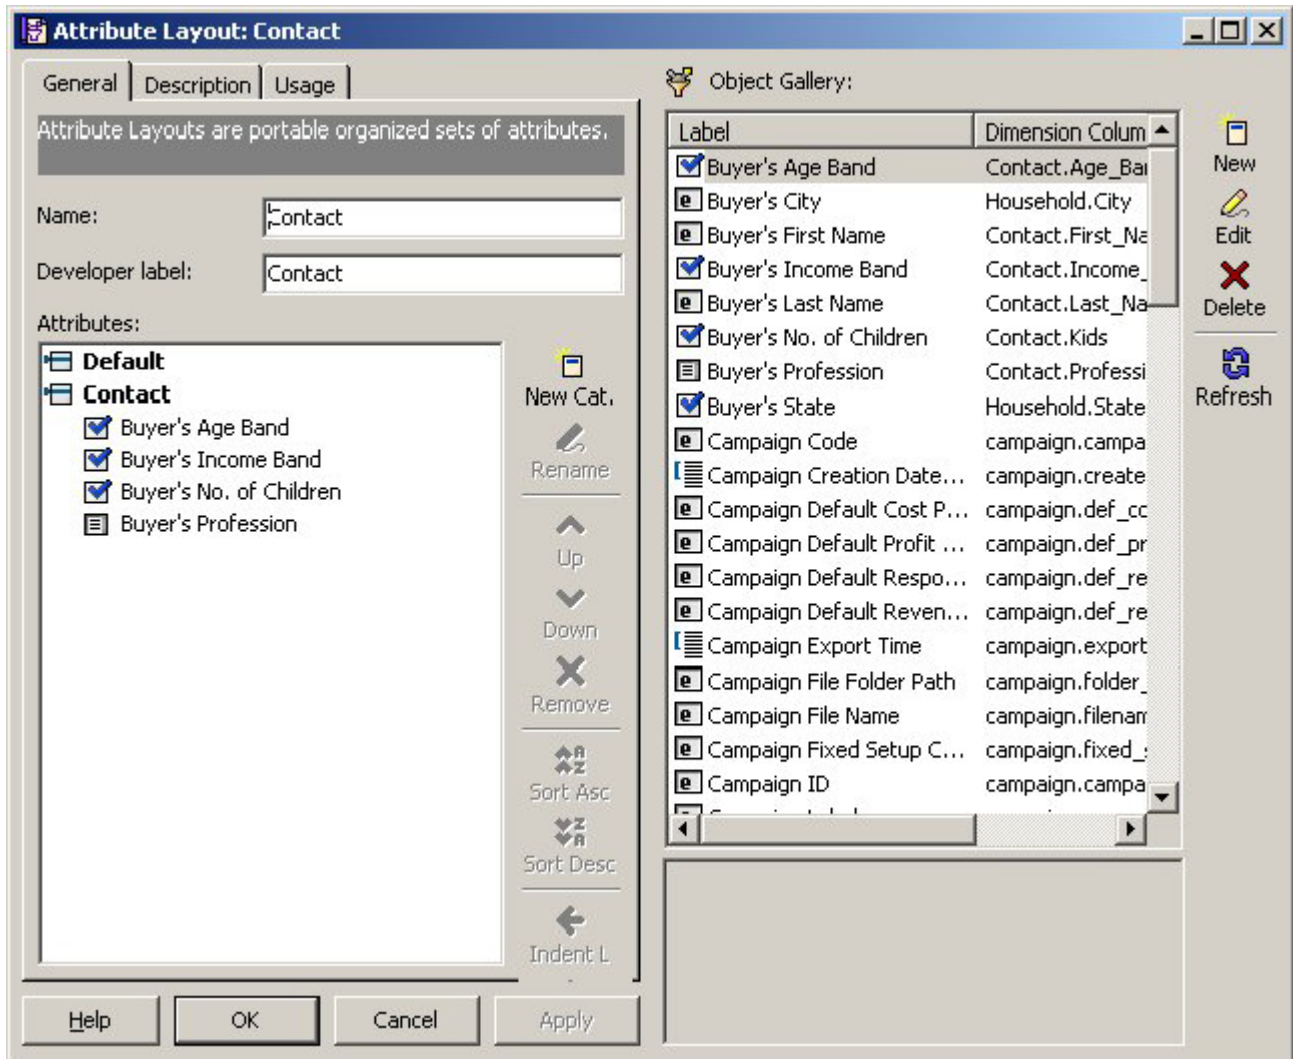 Attribute Layout: Contact
General Description Usage
Attribute Layouts are portable organized sets of attributes.
Name: Contact
Developer label: Contact
Attributes:
Default
Contact
Buyer's Age Band
Buyer's Income Band
Buyer's No. of Children
Buyer's Profession
New Cat.
Rename
Up
Down
Remove
Sort Asc
Sort Desc
Indent L
Help OK Cancel Apply
Object Gallery:
Label Dimension Colum
Buyer's Age Band Contact.Age_Bar
Buyer's City Household.City
Buyer's First Name Contact.First_Na
Buyer's Income Band Contact.Income_
Buyer's Last Name Contact.Last_Na
Buyer's No. of Children Contact.Kids
Buyer's Profession Contact.Professi
Buyer's State Household.State
Campaign Code campaign.campa
Campaign Creation Date... campaign.create
Campaign Default Cost P... campaign.def_cc
Campaign Default Profit ... campaign.def_pr
Campaign Default Respo... campaign.def_re
Campaign Default Reven... campaign.def_re
Campaign Export Time campaign.export
Campaign File Folder Path campaign.folder_
Campaign File Name campaign.filenam
Campaign Fixed Setup C... campaign.fixed_
Campaign ID campaign.campa
New
Edit
Delete
Refresh